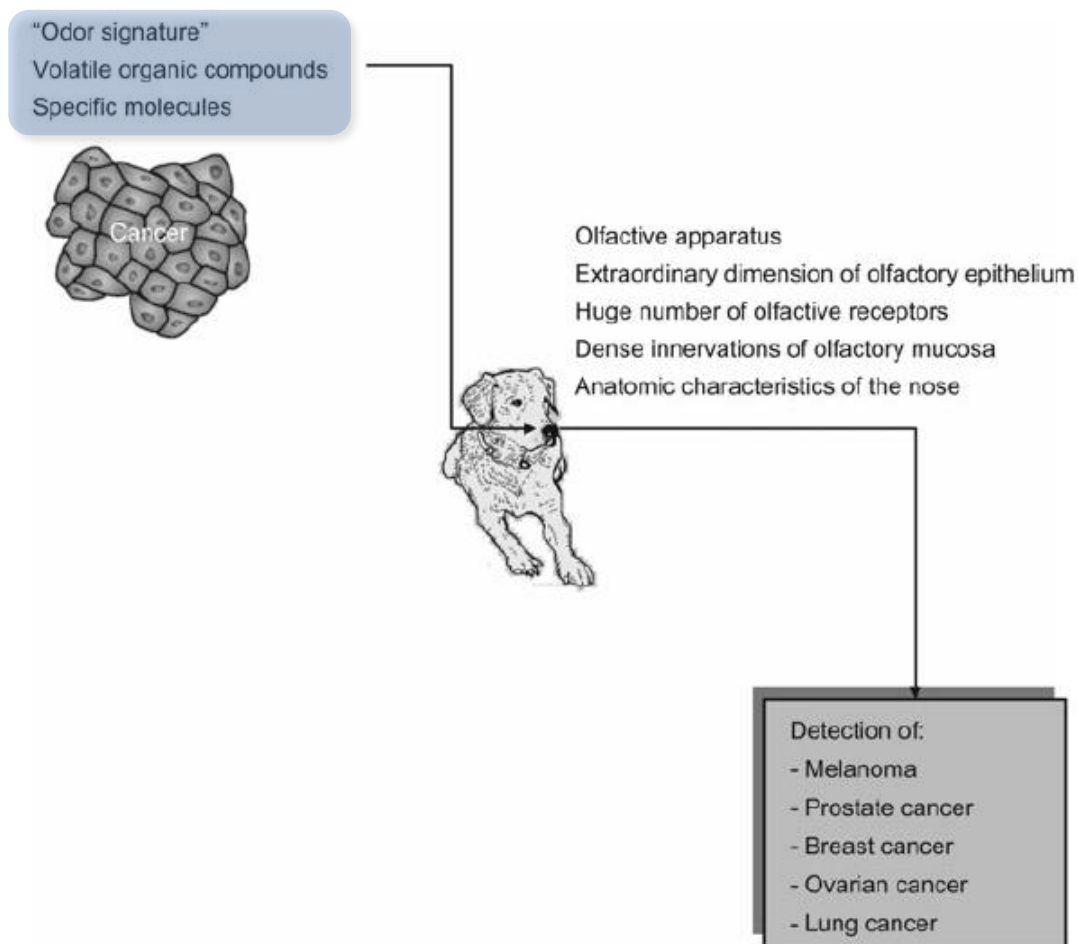 “Odor signature”
Volatile organic compounds
Specific molecules
Cancer
Olfactive apparatus
Extraordinary dimension of olfactory epithelium
Huge number of olfactive receptors
Dense innervations of olfactory mucosa
Anatomic characteristics of the nose
Detection of:
- Melanoma
- Prostate cancer
- Breast cancer
- Ovarian cancer
- Lung cancer